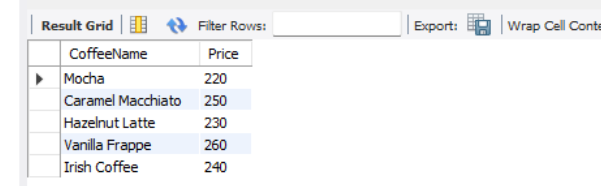 Result Grid Filter Rows: Export: Wrap Cell Conte
CoffeeName Price
Mocha 220
Caramel Macchiato 250
Hazelnut Latte 230
Vanilla Frappe 260
Irish Coffee 240